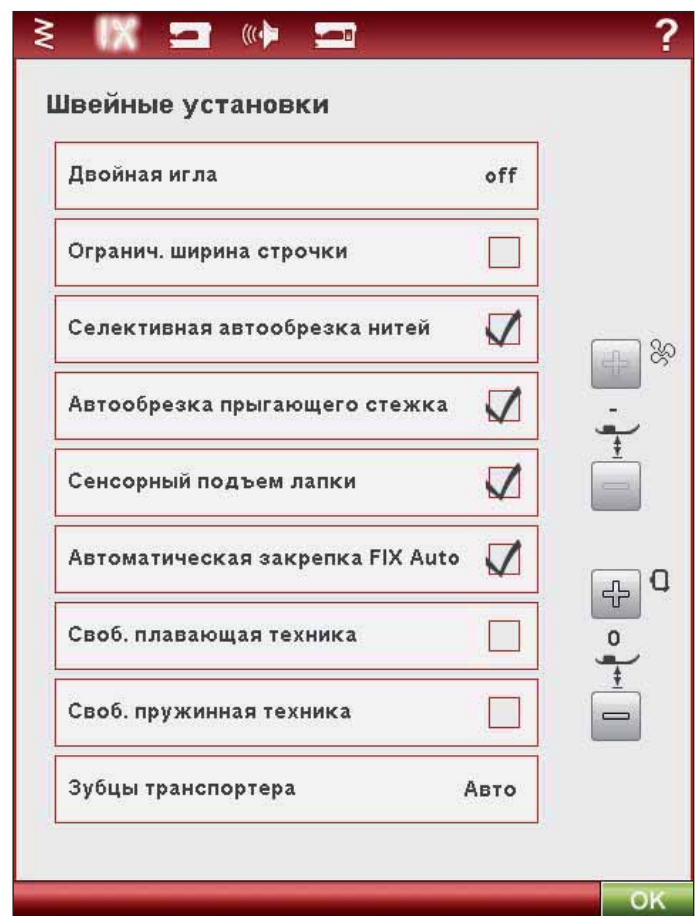 IX ?
Швейные установки
Двойная игла off
Огранич. ширина строчки
Селективная автообрезка нитей
Автообрезка прыгающего стежка
-
Сенсорный подъем лапки
Автоматическая закрепка FIX Auto
Своб. плавающая техника
0
Своб. пружинная техника
Зубцы транспортера Авто
OK